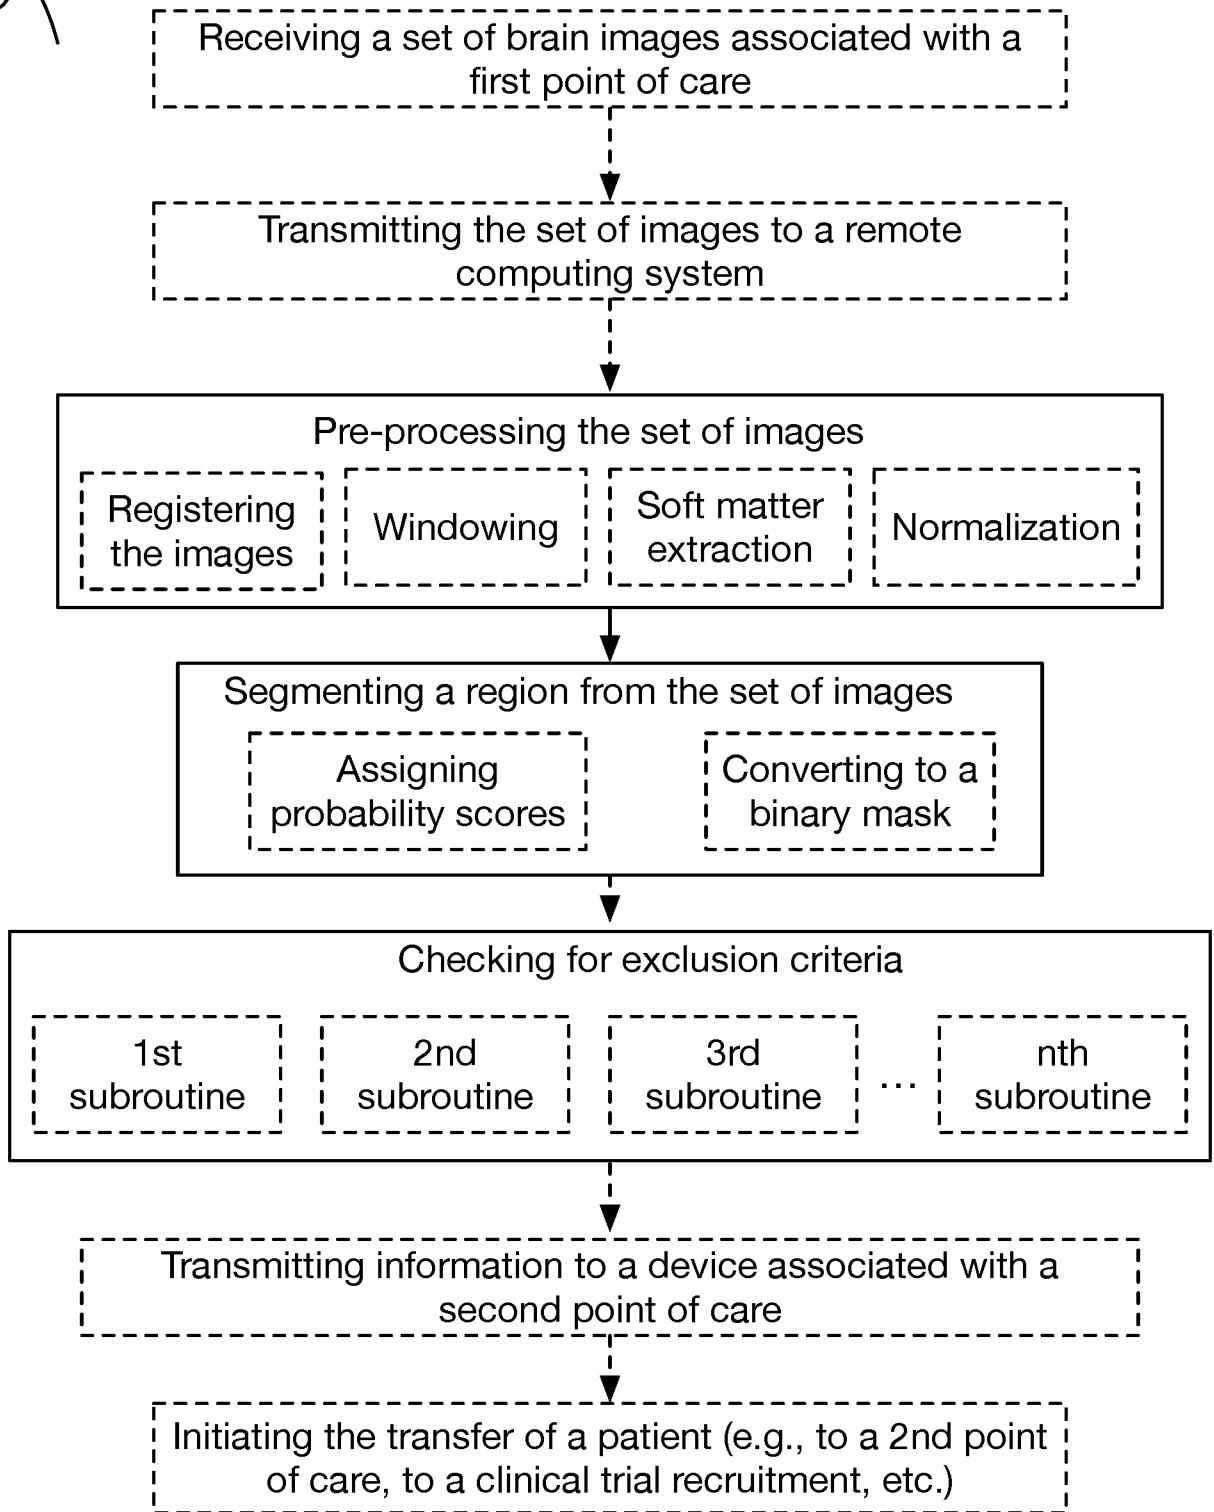 Receiving a set of brain images associated with a
first point of care
Transmitting the set of images to a remote
computing system
Pre-processing the set of images
Registering
the images
Windowing
Soft matter
extraction
Normalization
Segmenting a region from the set of images
Assigning
probability scores
Converting to a
binary mask
Checking for exclusion criteria
1st
subroutine
2nd
subroutine
3rd
subroutine
...
nth
subroutine
Transmitting information to a device associated with a
second point of care
Initiating the transfer of a patient (e.g., to a 2nd point
of care, to a clinical trial recruitment, etc.)